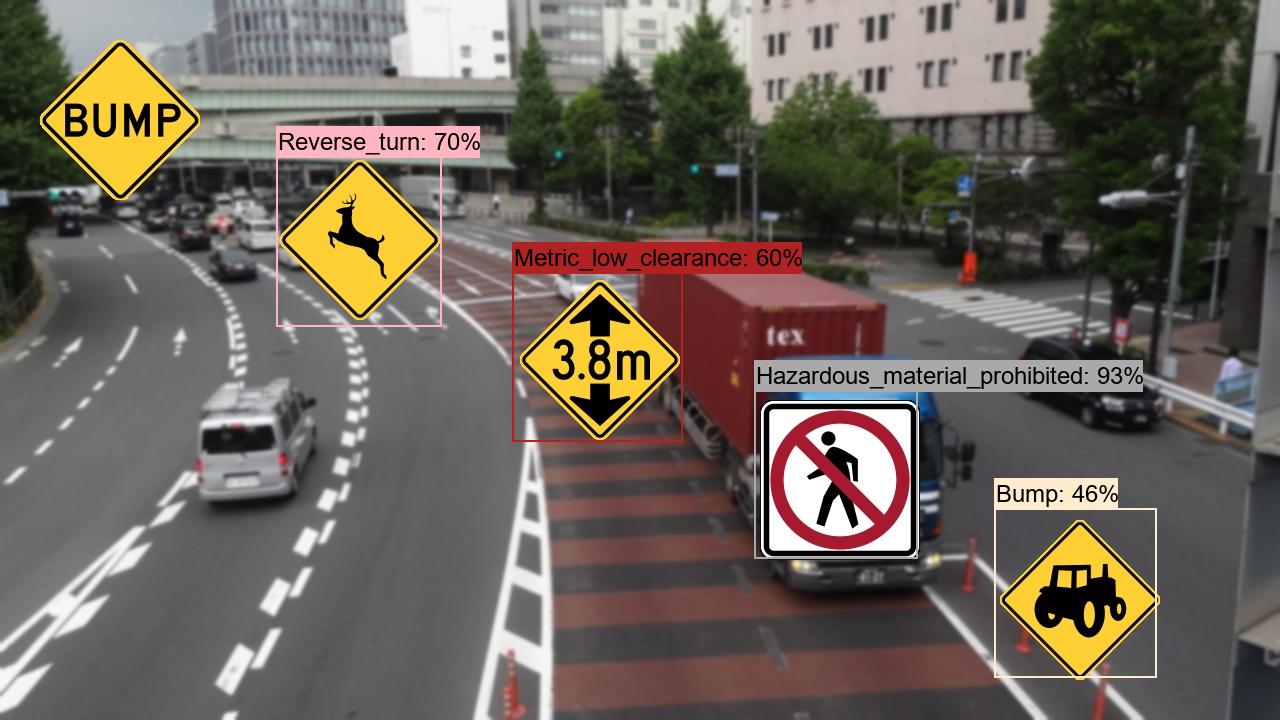 BUMP
Reverse_turn: 70%
Metric_low_clearance: 60%
3.8m
tex
Hazardous_material_prohibited: 93%
Bump: 46%